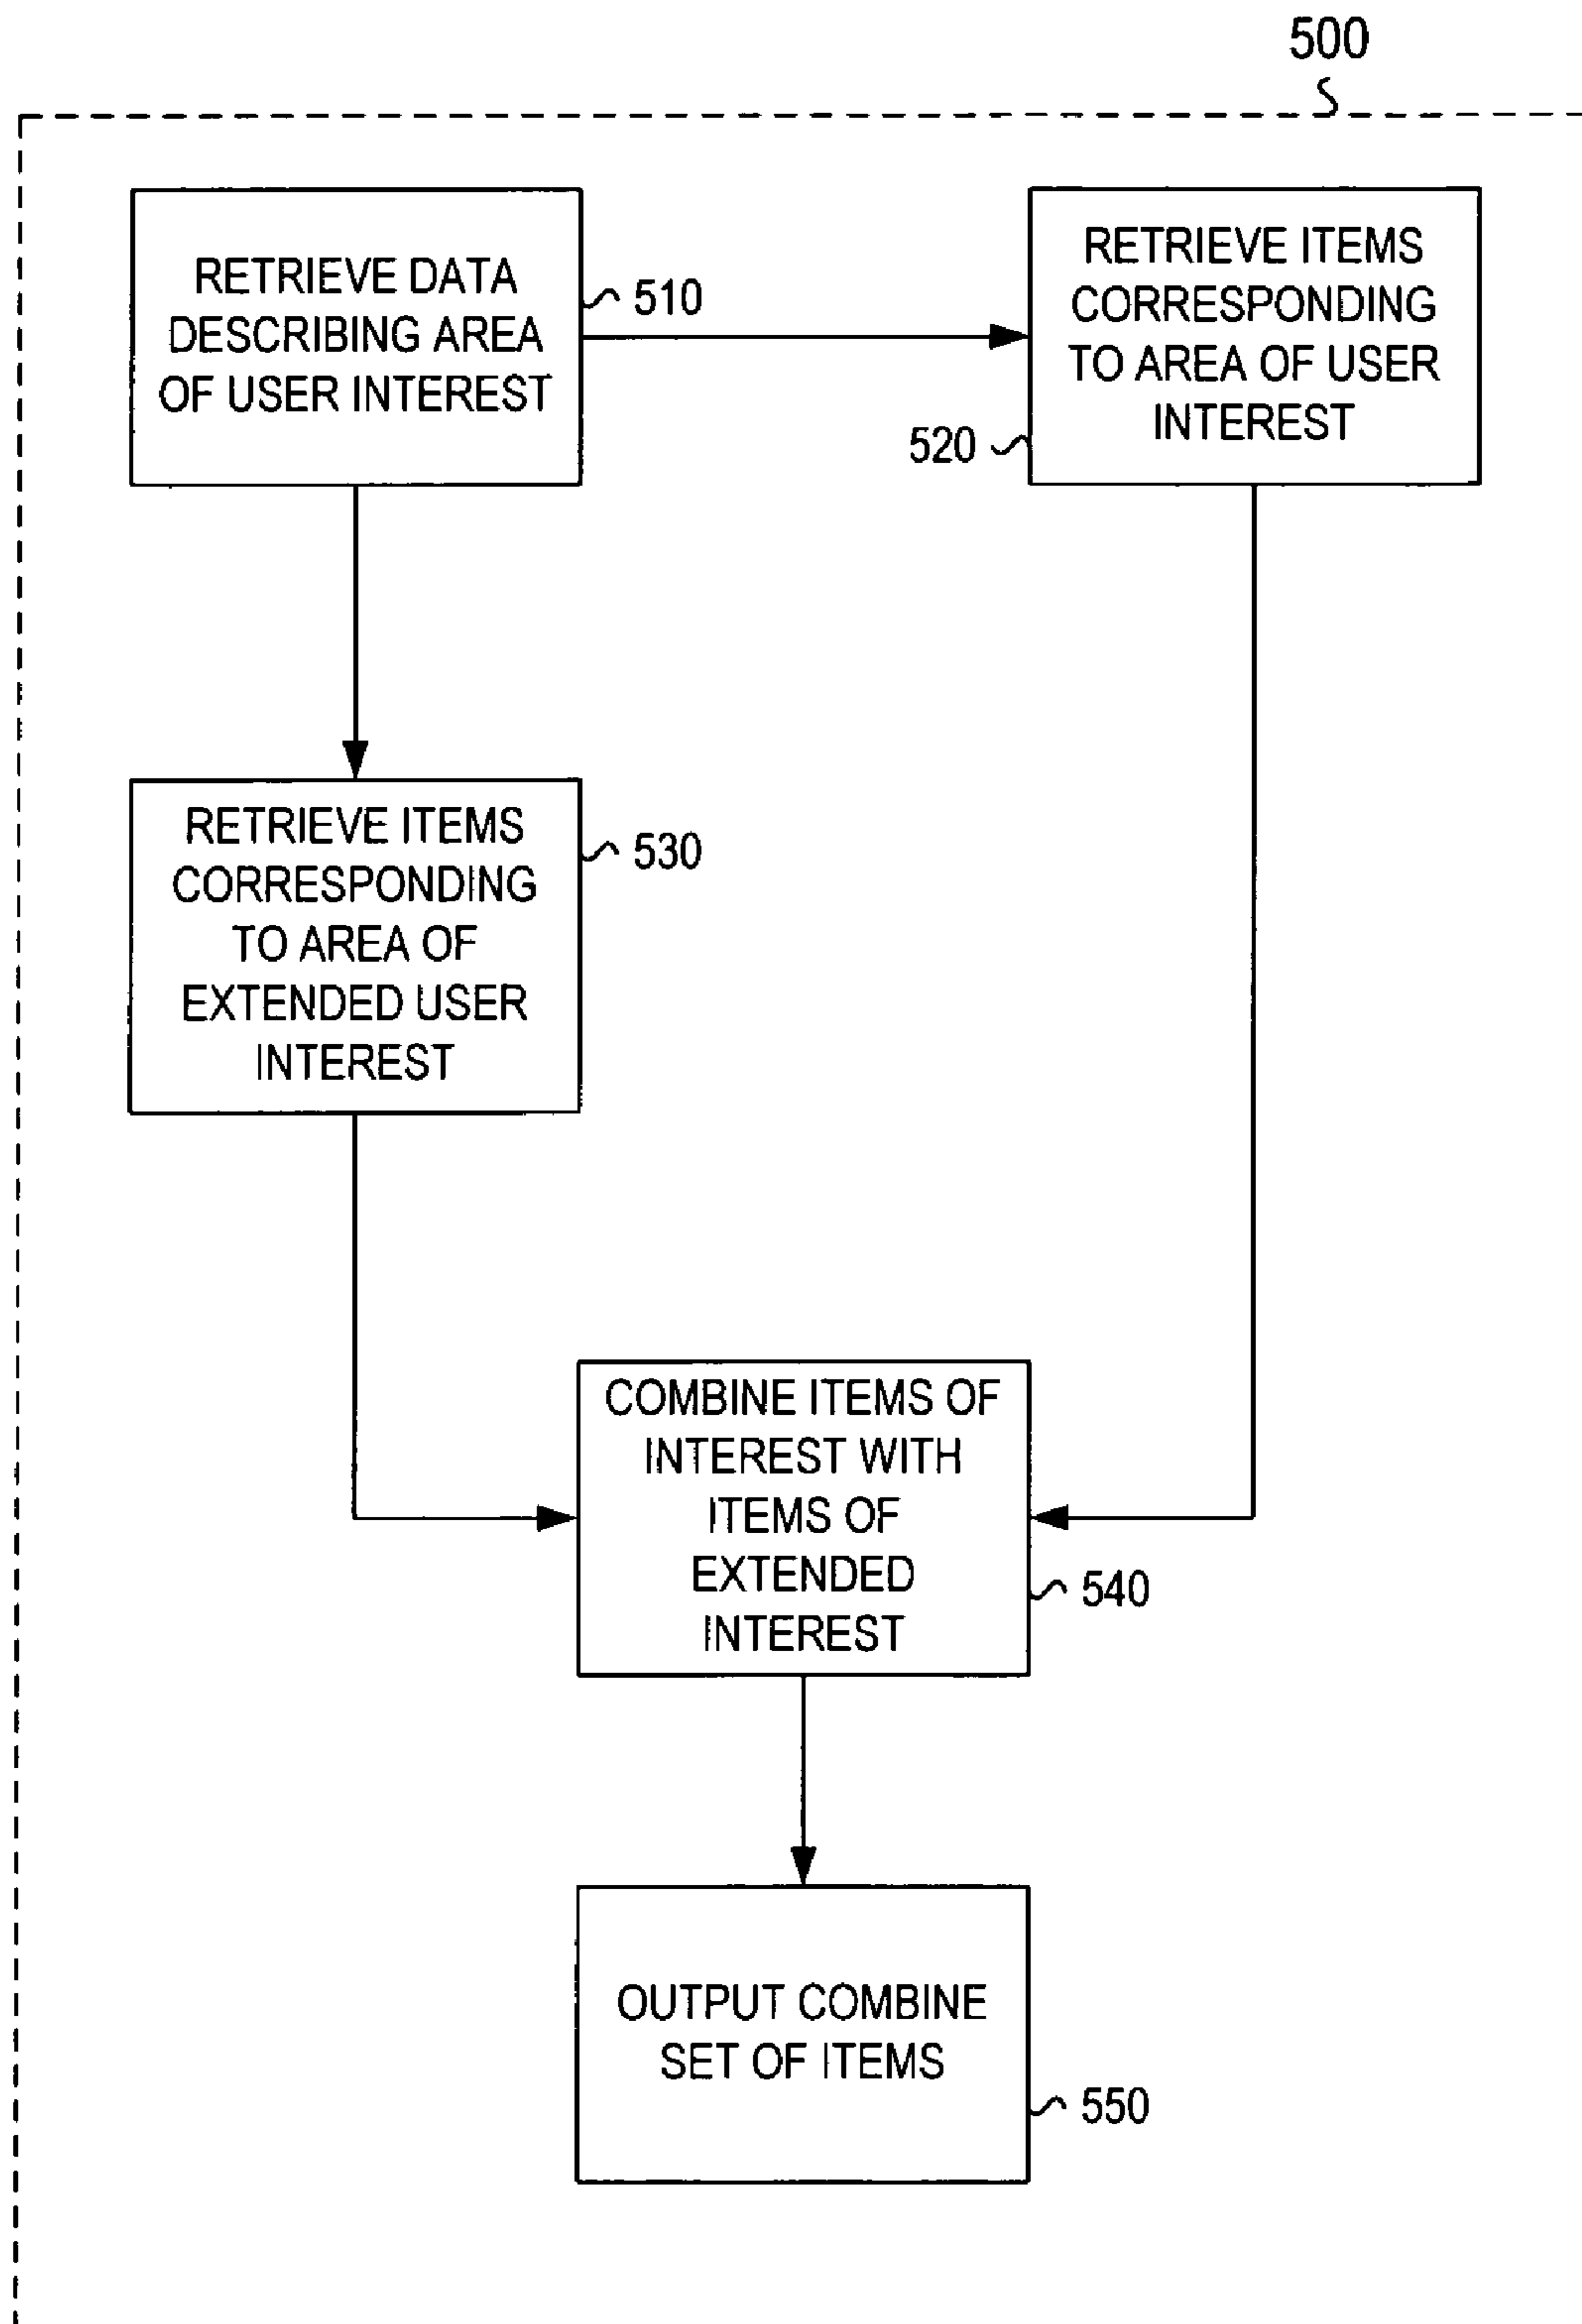 500
RETRIEVE DATA
DESCRIBING AREA
OF USER INTEREST
510
RETRIEVE ITEMS
CORRESPONDING
TO AREA OF USER
INTEREST
520
RETRIEVE ITEMS
CORRESPONDING
TO AREA OF
EXTENDED USER
INTEREST
530
COMBINE ITEMS OF
INTEREST WITH
ITEMS OF
EXTENDED
INTEREST
540
OUTPUT COMBINE
SET OF ITEMS
550